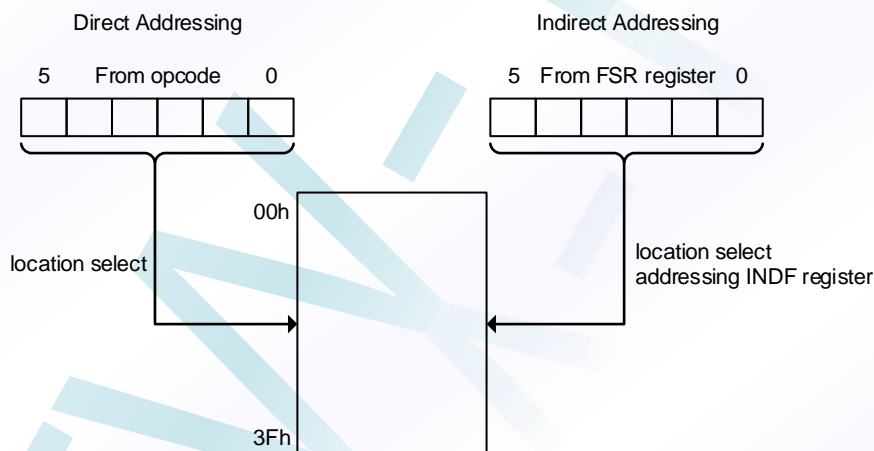 Direct Addressing
Indirect Addressing
5 From opcode 0
5 From FSR register 0
00h
location select
location select
addressing INDF register
3Fh